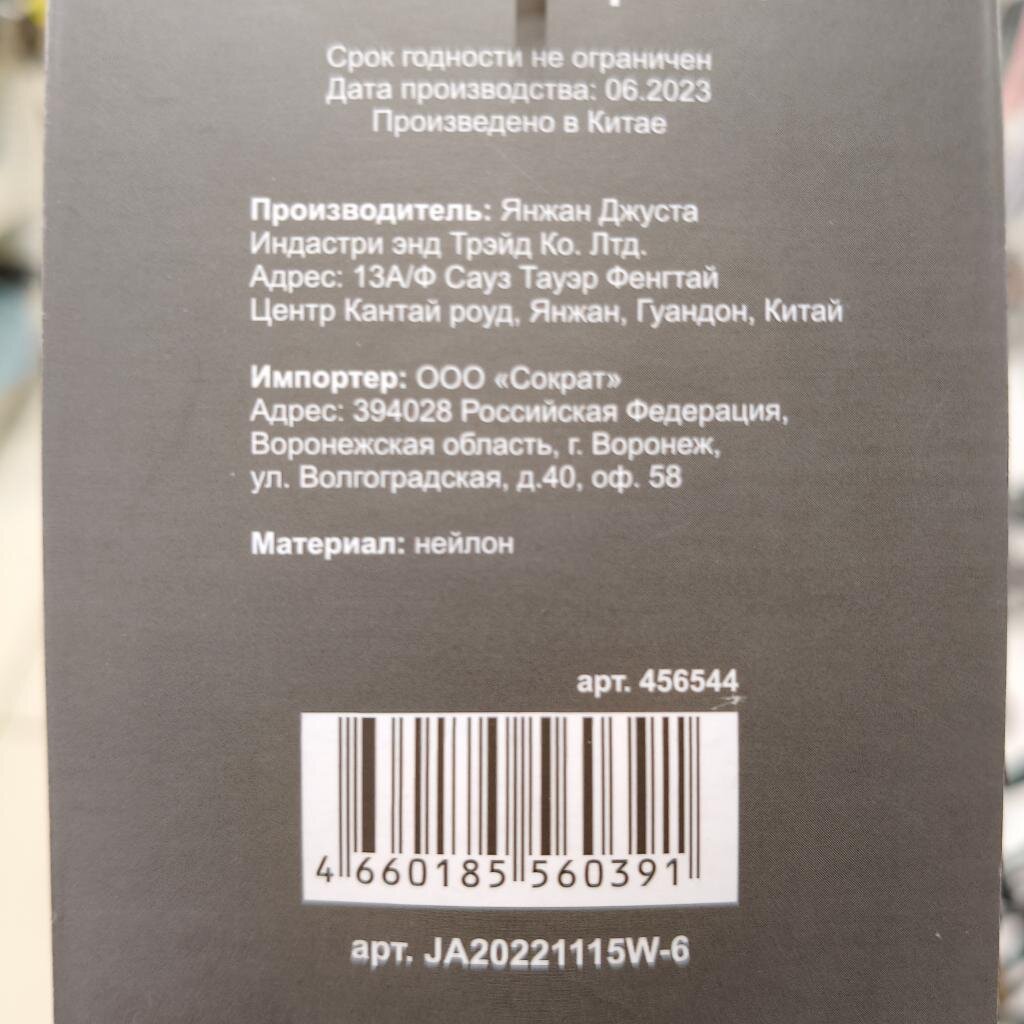 Срок годности не ограничен
Дата производства: 06.2023
Произведено в Китае
Производитель: Янжан Джуста
Индастри энд Трэйд Ко. Лтд.
Адрес: 13А/Ф Сауз Тауэр Фенгтай
Центр Кантай роуд, Янжан, Гуандон, Китай
Импортер: ООО «Сократ»
Адрес: 394028 Российская Федерация,
Воронежская область, г. Воронеж,
ул. Волгоградская, д.40, оф. 58
Материал: нейлон
арт. 456544
4 660185 560391
арт. JA20221115W-6